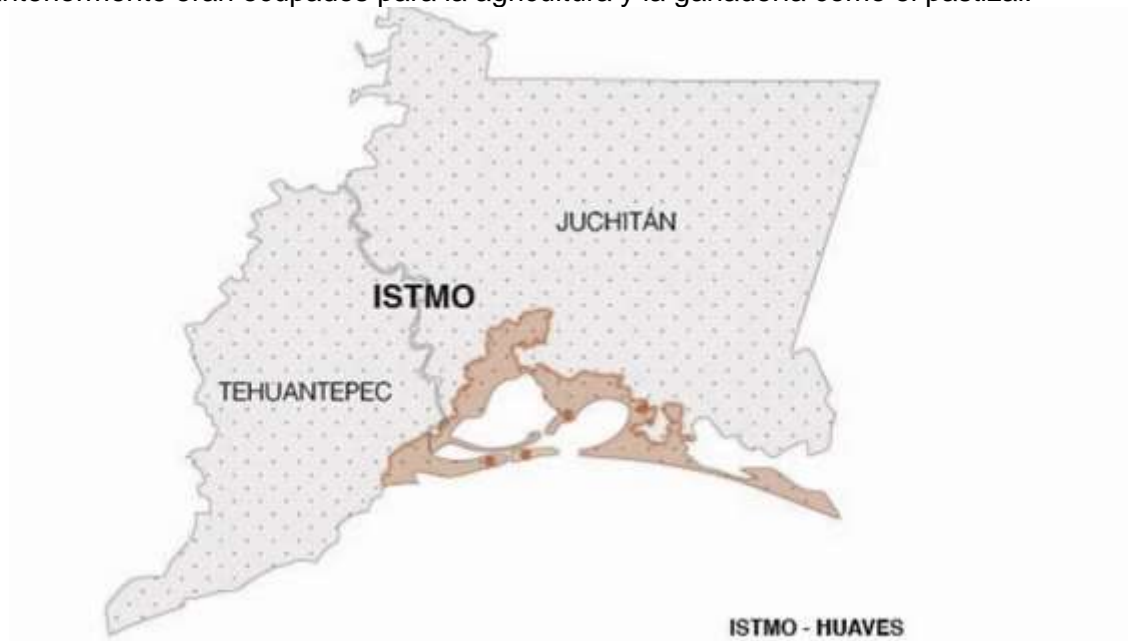 anteriormente eran ocupados para la agricultura y la ganadería como el pastizal.
JUCHITÁN
ISTMO
TEHUANTEPEC
ISTMO - HUAVES